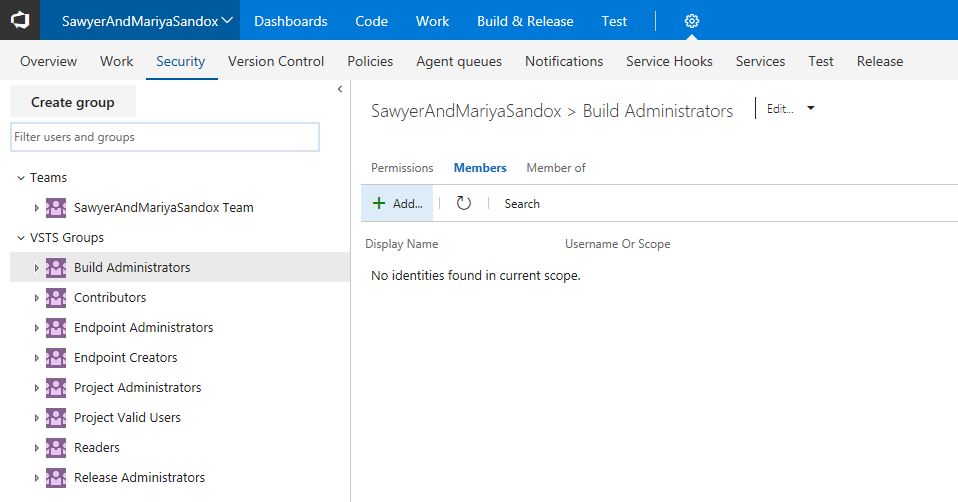 SawyerAndMariyaSandox Dashboards Code Work Build & Release Test
Overview Work Security Version Control Policies Agent queues Notifications Service Hooks Services Test Release
Create group
Filter users and groups
Teams
SawyerAndMariyaSandox Team
VSTS Groups
Build Administrators
Contributors
Endpoint Administrators
Endpoint Creators
Project Administrators
Project Valid Users
Readers
Release Administrators
SawyerAndMariyaSandox > Build Administrators Edit...
Permissions Members Member of
+ Add... Search
Display Name Username Or Scope
No identities found in current scope.